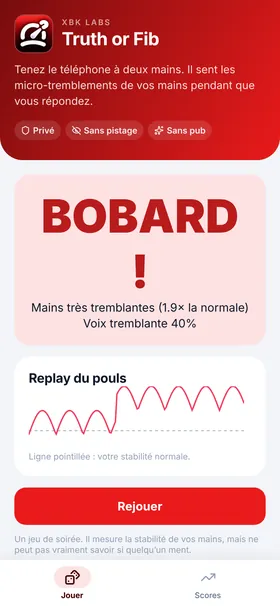 XBK LABS
Truth or Fib
Tenez le téléphone à deux mains. Il sent les
micro-tremblements de vos mains pendant que
vous répondez.
Privé
Sans pistage
Sans pub
BOBARD
!
Mains très tremblantes (1.9× la normale)
Voix tremblante 40%
Replay du pouls
Ligne pointillée : votre stabilité normale.
Rejouer
Un jeu de soirée. Il mesure la stabilité de vos mains, mais ne
peut pas vraiment savoir si quelqu'un ment.
Jouer
Scores